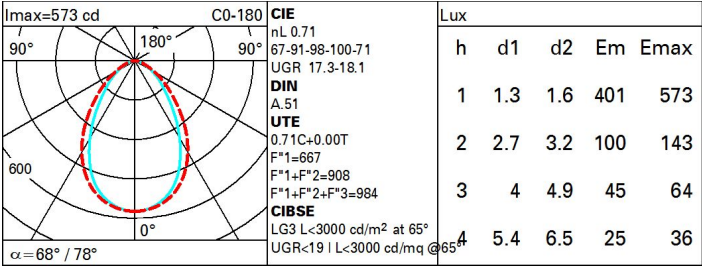 Imax=573 cd C0-180
90° 180° 90°
600
0°
α=68° / 78°
CIE
nL 0.71
67-91-98-100-71
UGR 17.3-18.1
DIN
A.51
UTE
0.71C+0.00T
F"1=667
F"1+F"2=908
F"1+F"2+F"3=984
CIBSE
LG3 L<3000 cd/m² at 65°
UGR<19 | L<3000 cd/mq @65°
Lux
h d1 d2 Em Emax
1 1.3 1.6 401 573
2 2.7 3.2 100 143
3 4 4.9 45 64
4 5.4 6.5 25 36